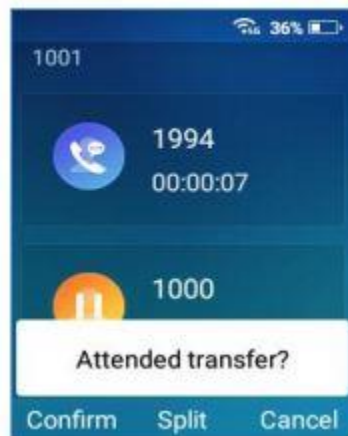 36%
1001
1994
00:00:07
1000
Attended transfer?
Confirm Split Cancel